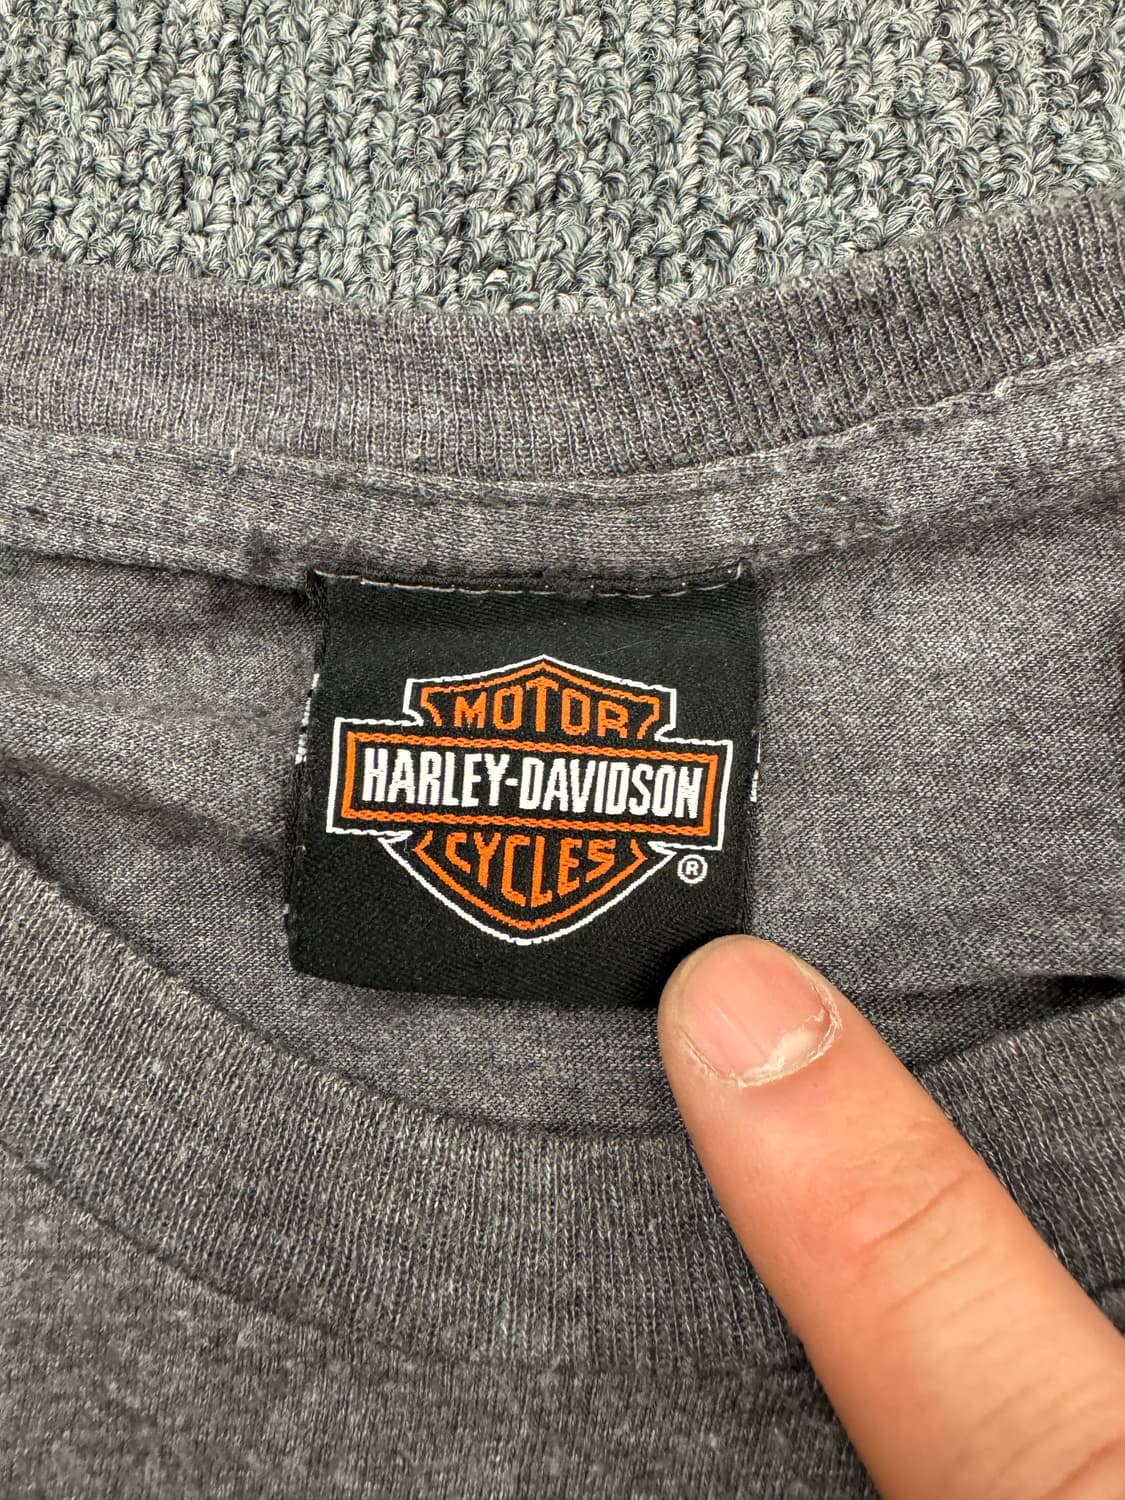 MOTOR
HARLEY-DAVIDSON
CYCLES
®